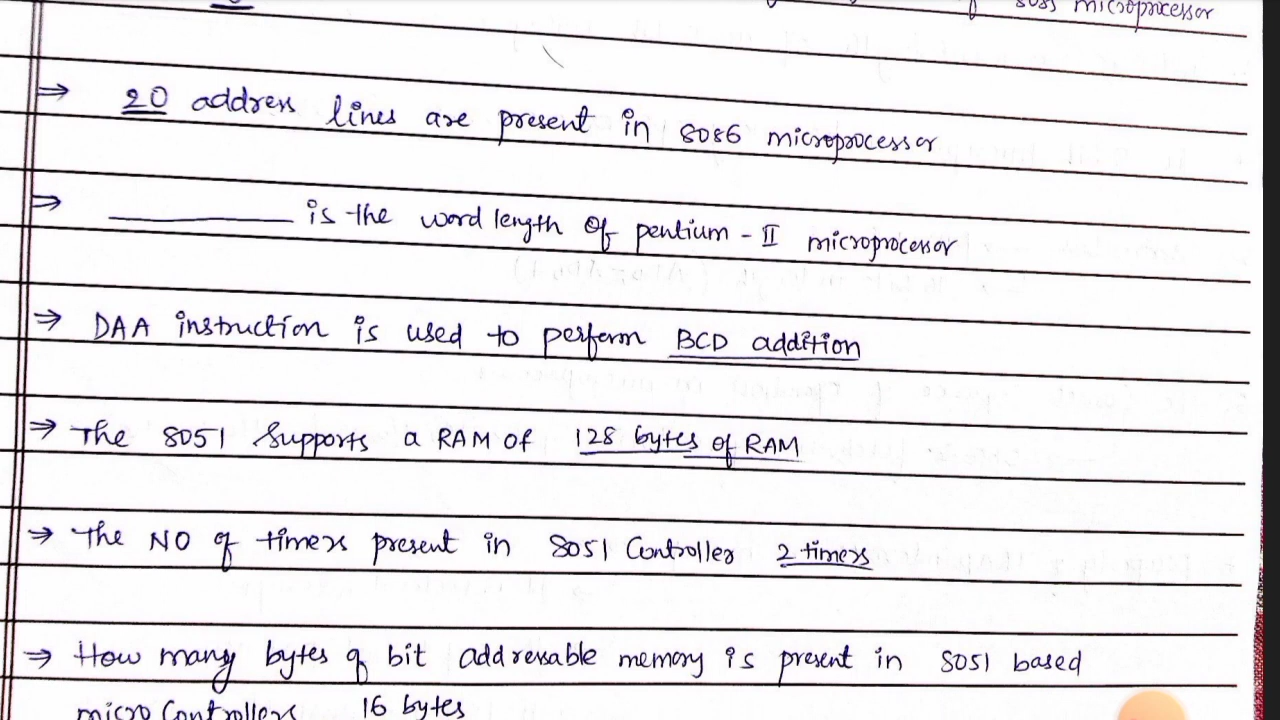 8085 microprocessor
⇒ 20 address lines are present in 8086 microprocessor
⇒ __________ is the word length of pentium - II microprocessor
⇒ DAA instruction is used to perform BCD addition
⇒ The 8051 Supports a RAM of 128 bytes of RAM
⇒ The NO of timers present in 8051 Controller 2 timers
⇒ How many bytes of bit addressable memory is present in 8051 based
micro Controllers 16 bytes